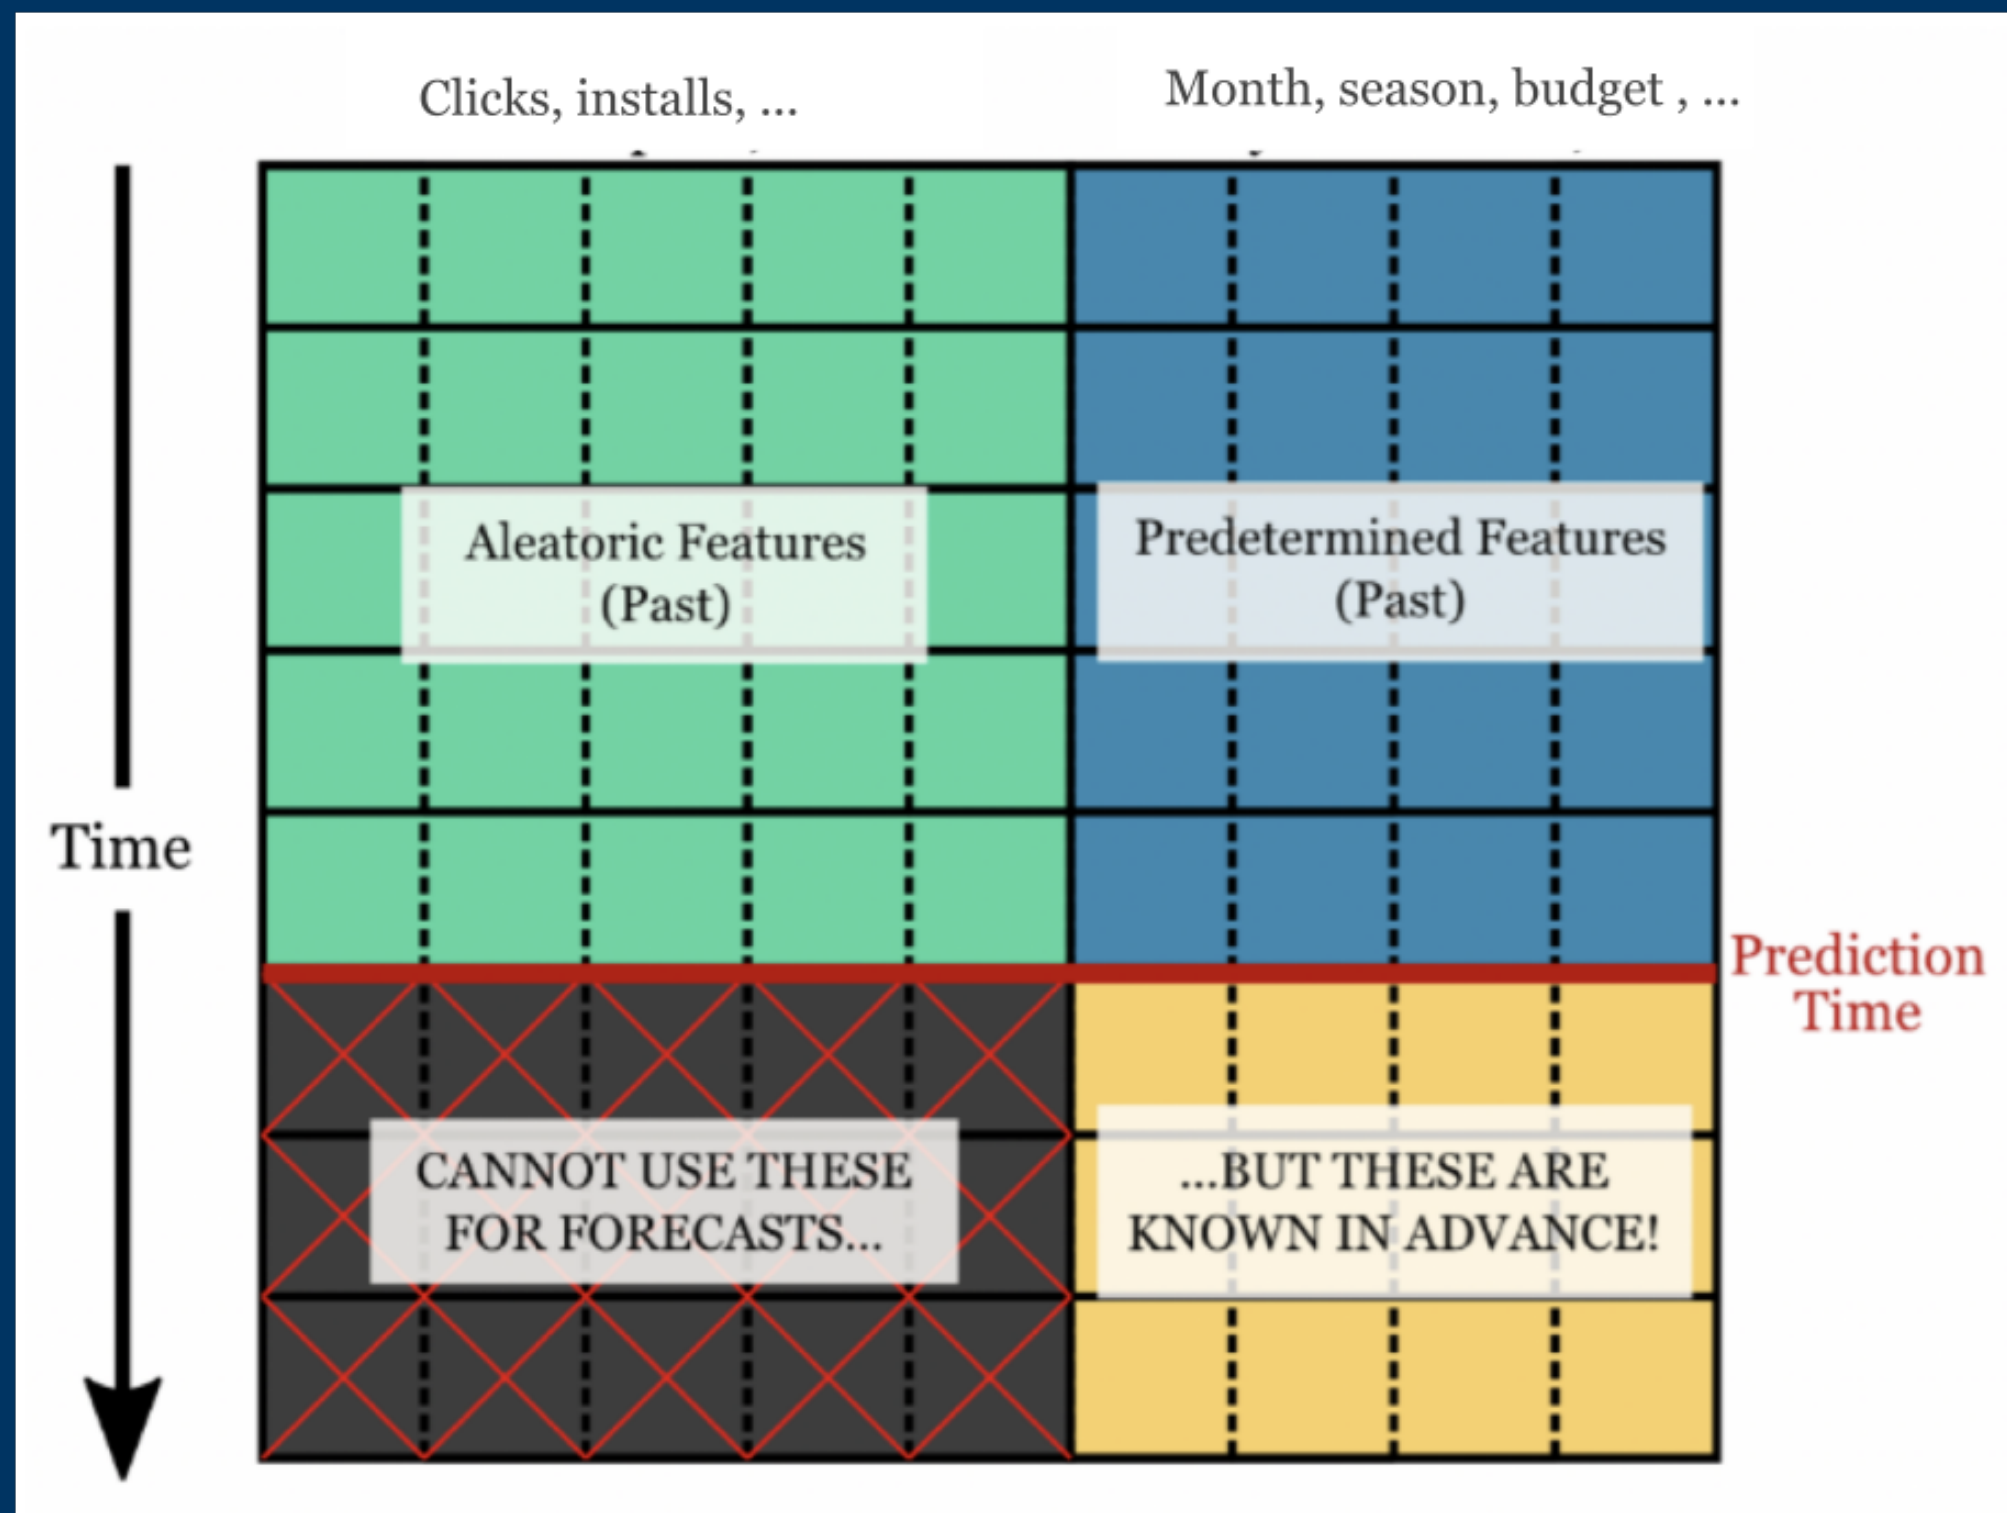 Clicks, installs, ...
Month, season, budget , ...
Aleatoric Features
(Past)
Predetermined Features
(Past)
Time
Prediction
Time
CANNOT USE THESE
FOR FORECASTS...
...BUT THESE ARE
KNOWN IN ADVANCE!